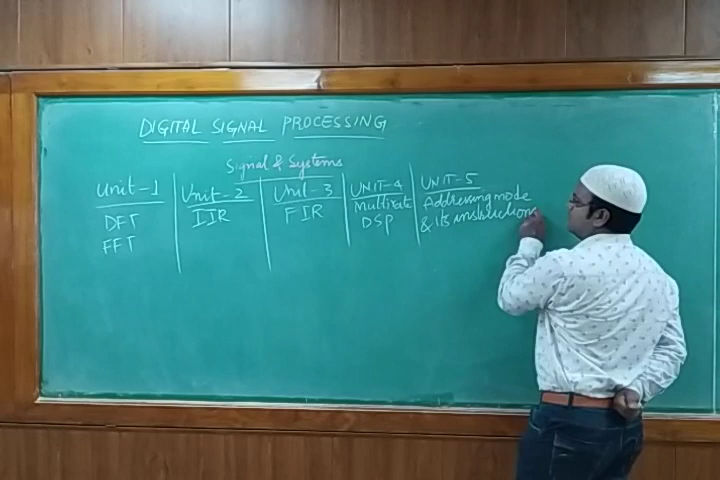 DIGITAL SIGNAL PROCESSING
Signal & Systems
Unit-1
DFT
FFT
Unit-2
IIR
Unit-3
FIR
UNIT-4
Multirate
DSP
UNIT-5
Addressing mode
& its instructions